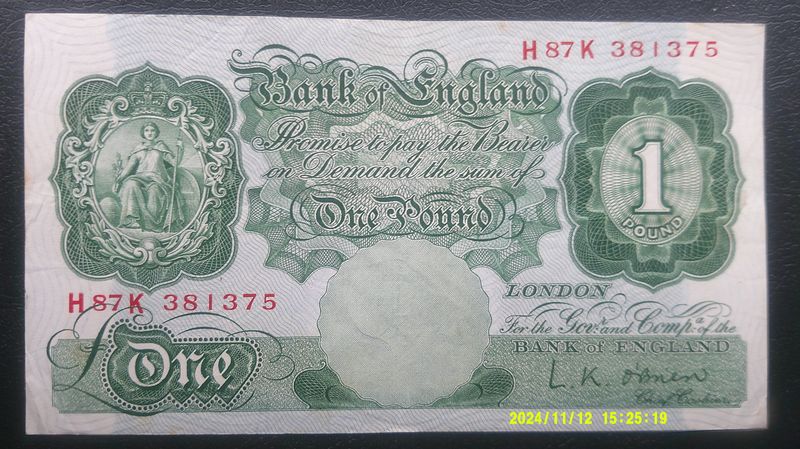 H87K 381375
Bank of England
Promise to pay the Bearer
on Demand the sum of
One Pound
1
POUND
H87K 381375
LONDON
For the Govr. and Compa. of the
BANK of ENGLAND
£ One
L.K. O'Brien
Chief Cashier
2024/11/12 15:25:19